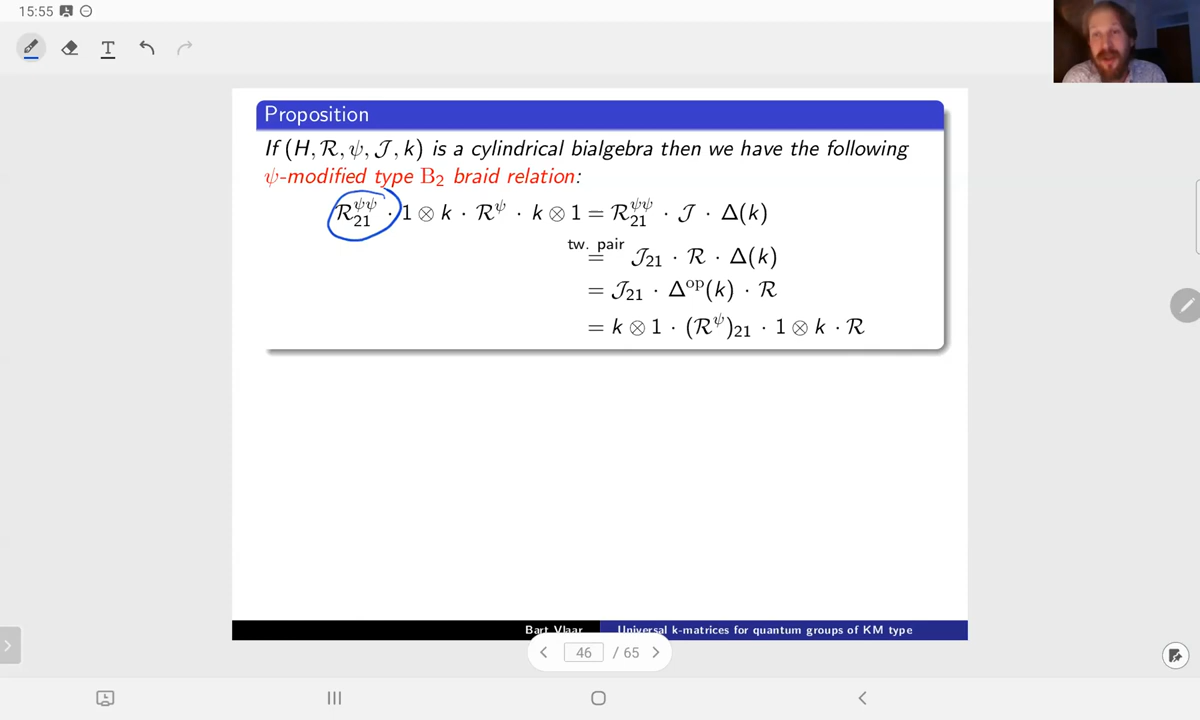 15:55
T
Proposition
If (H, ℛ, ψ, 𝒥, k) is a cylindrical bialgebra then we have the following
ψ-modified type B₂ braid relation:
ℛ₂₁^{ψψ} · 1 ⊗ k · ℛ^ψ · k ⊗ 1 = ℛ₂₁^{ψψ} · 𝒥 · Δ(k)
tw. pair
= 𝒥₂₁ · ℛ · Δ(k)
= 𝒥₂₁ · Δ^{op}(k) · ℛ
= k ⊗ 1 · (ℛ^ψ)₂₁ · 1 ⊗ k · ℛ
Bart Vlaar Universal k-matrices for quantum groups of KM type
46 / 65